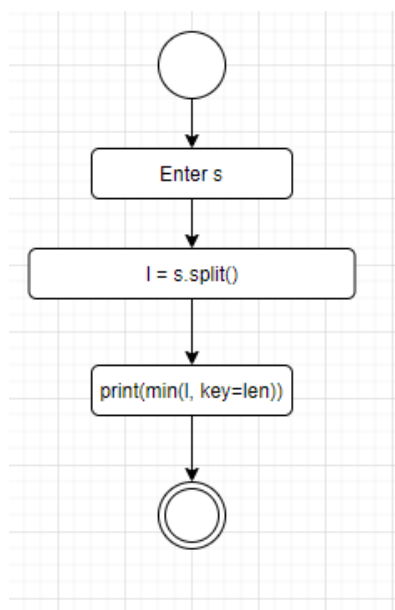 Enter s
l = s.split()
print(min(l, key=len))